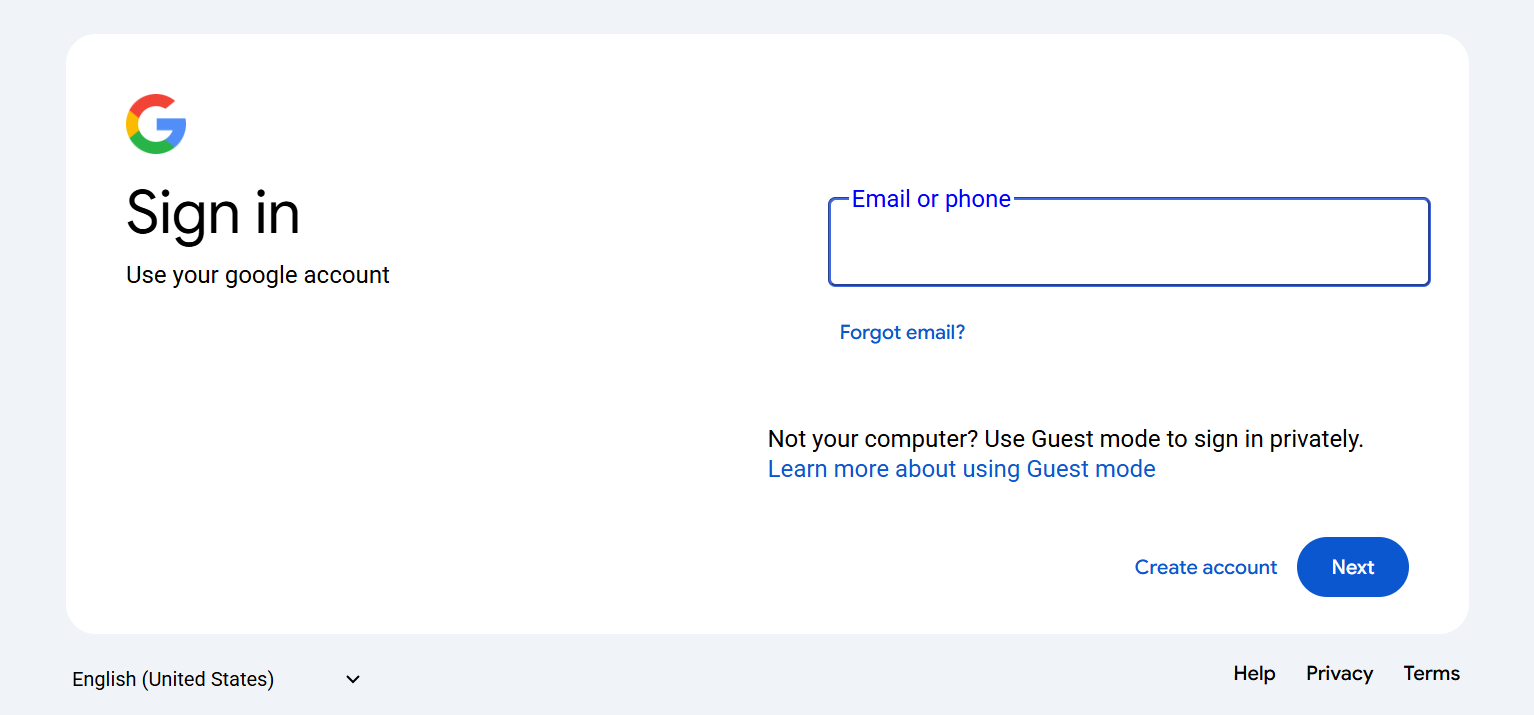 Sign in
Use your google account
Email or phone
Forgot email?
Not your computer? Use Guest mode to sign in privately.
Learn more about using Guest mode
Create account
Next
English (United States)
Help
Privacy
Terms